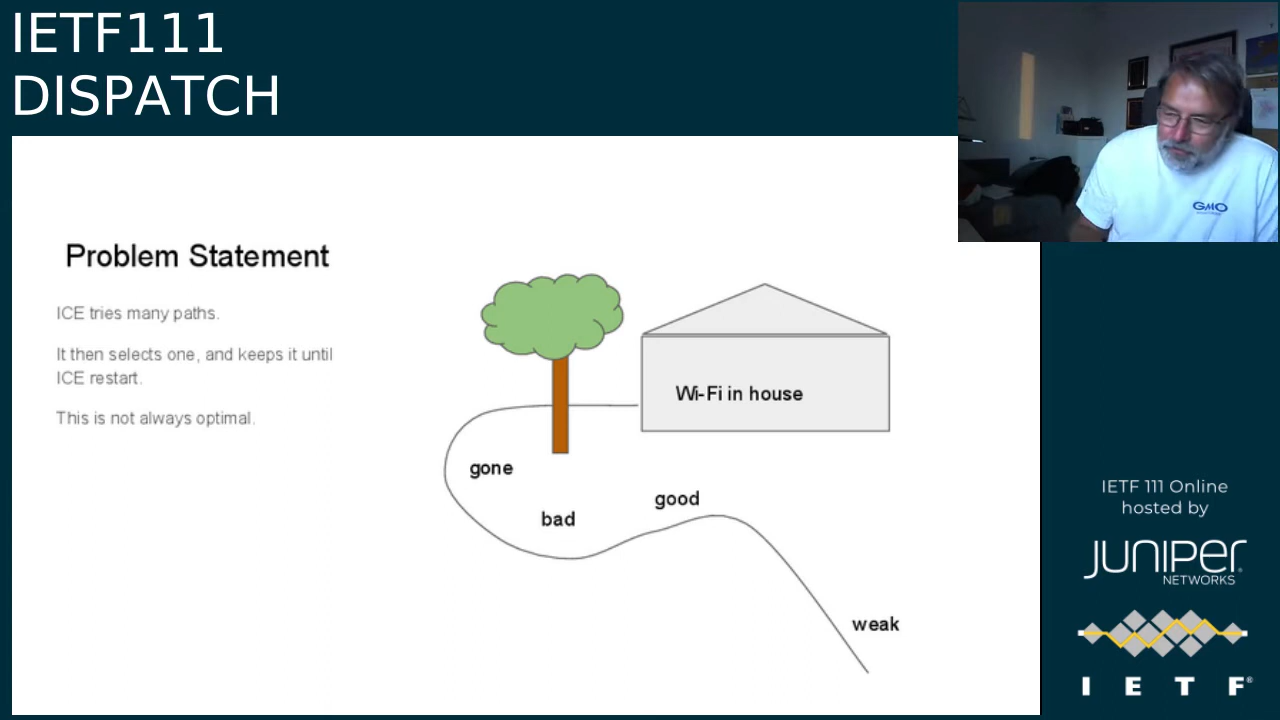 IETF111
DISPATCH
GMO
Problem Statement
ICE tries many paths.
It then selects one, and keeps it until
ICE restart.
This is not always optimal.
Wi-Fi in house
gone
bad
good
weak
IETF 111 Online
hosted by
JUNIPER
NETWORKS
I E T F®